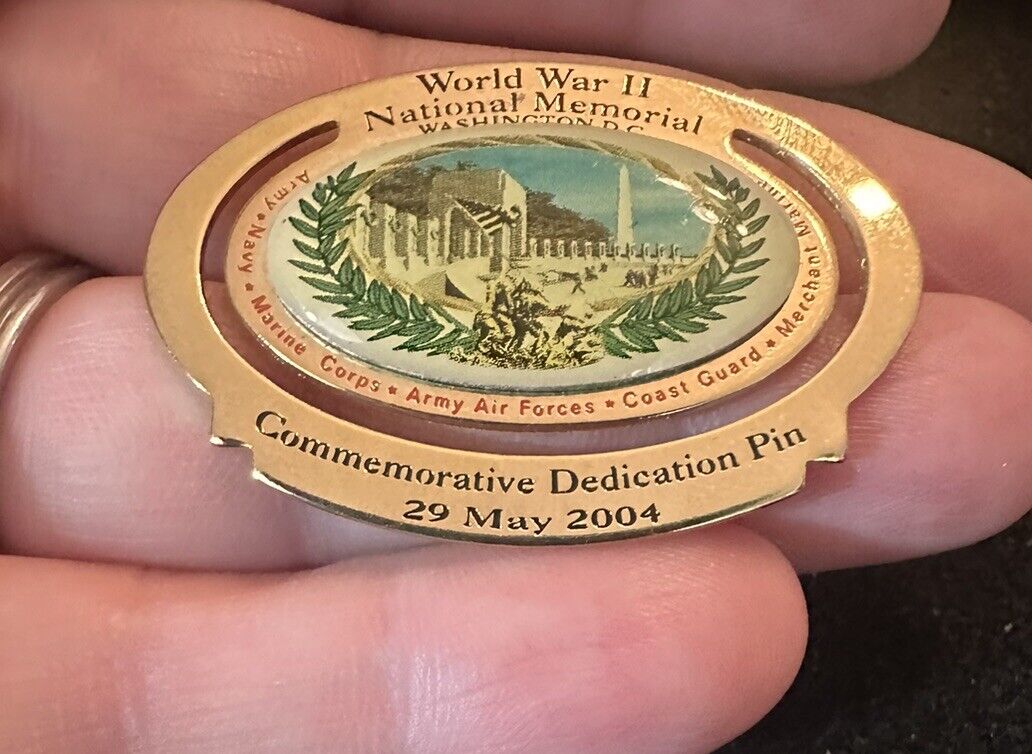 World War II
National Memorial
WASHINGTON D.C.
Army ★ Navy ★ Marine Corps ★ Army Air Forces ★ Coast Guard ★ Merchant Marine
Commemorative Dedication Pin
29 May 2004